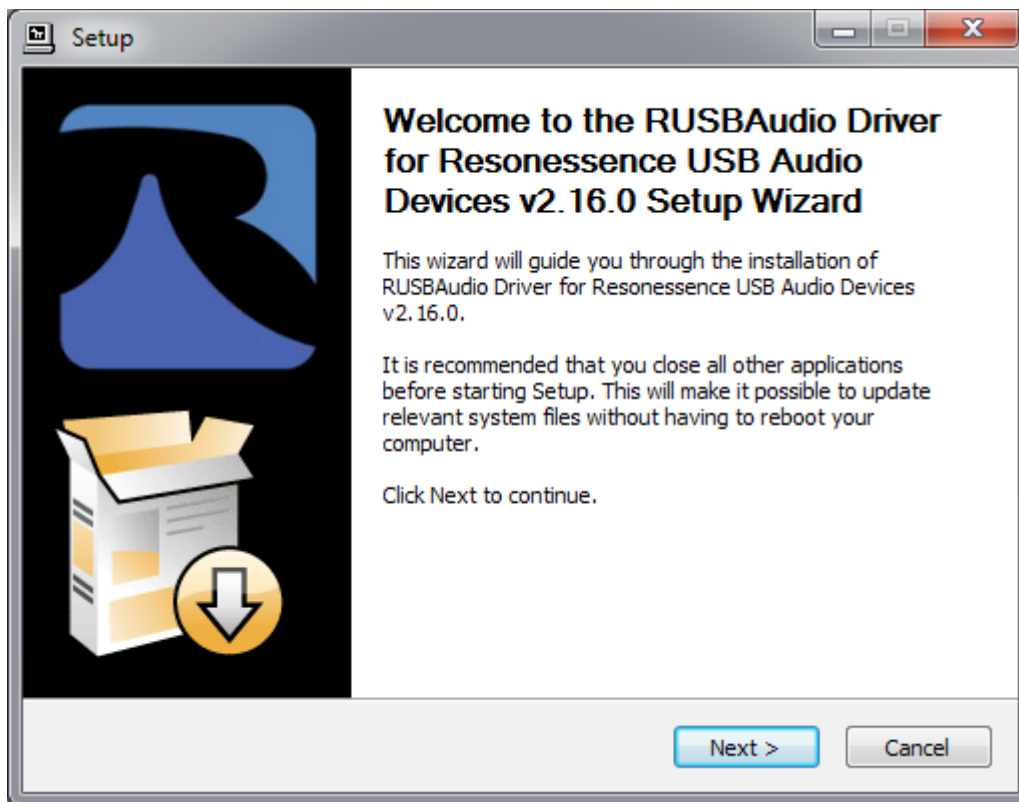 Setup
Welcome to the RUSBAudio Driver
for Resonessence USB Audio
Devices v2.16.0 Setup Wizard
This wizard will guide you through the installation of
RUSBAudio Driver for Resonessence USB Audio Devices
v2.16.0.
It is recommended that you close all other applications
before starting Setup. This will make it possible to update
relevant system files without having to reboot your
computer.
Click Next to continue.
Next >
Cancel